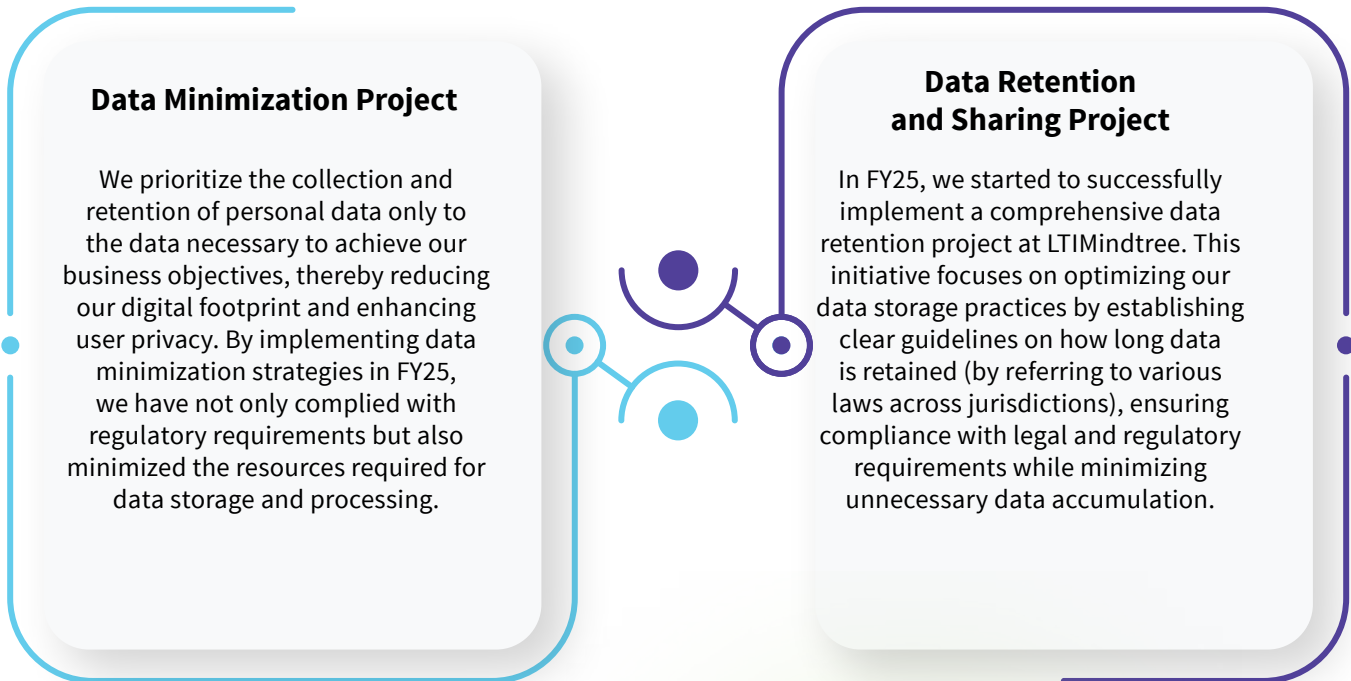 Data Minimization Project
We prioritize the collection and
retention of personal data only to
the data necessary to achieve our
business objectives, thereby reducing
our digital footprint and enhancing
user privacy. By implementing data
minimization strategies in FY25,
we have not only complied with
regulatory requirements but also
minimized the resources required for
data storage and processing.
Data Retention
and Sharing Project
In FY25, we started to successfully
implement a comprehensive data
retention project at LTIMindtree. This
initiative focuses on optimizing our
data storage practices by establishing
clear guidelines on how long data
is retained (by referring to various
laws across jurisdictions), ensuring
compliance with legal and regulatory
requirements while minimizing
unnecessary data accumulation.